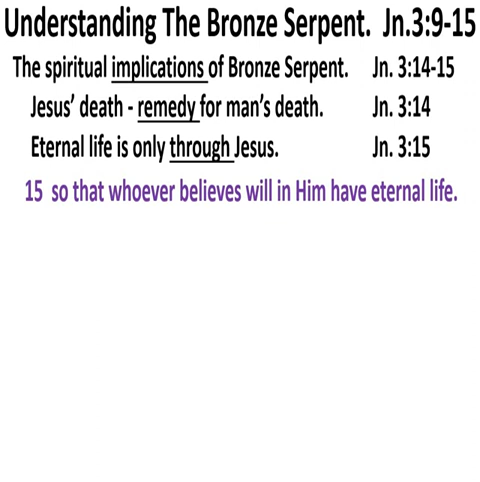 Understanding The Bronze Serpent. Jn.3:9-15
The spiritual implications of Bronze Serpent. Jn. 3:14-15
Jesus’ death - remedy for man’s death. Jn. 3:14
Eternal life is only through Jesus. Jn. 3:15
15 so that whoever believes will in Him have eternal life.